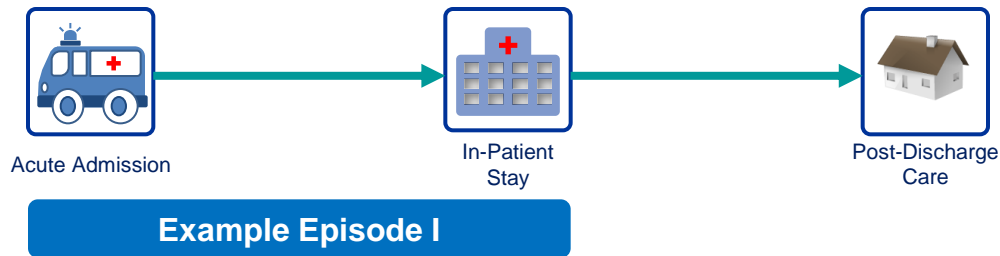 Acute Admission
In-Patient
Stay
Post-Discharge
Care
Example Episode I